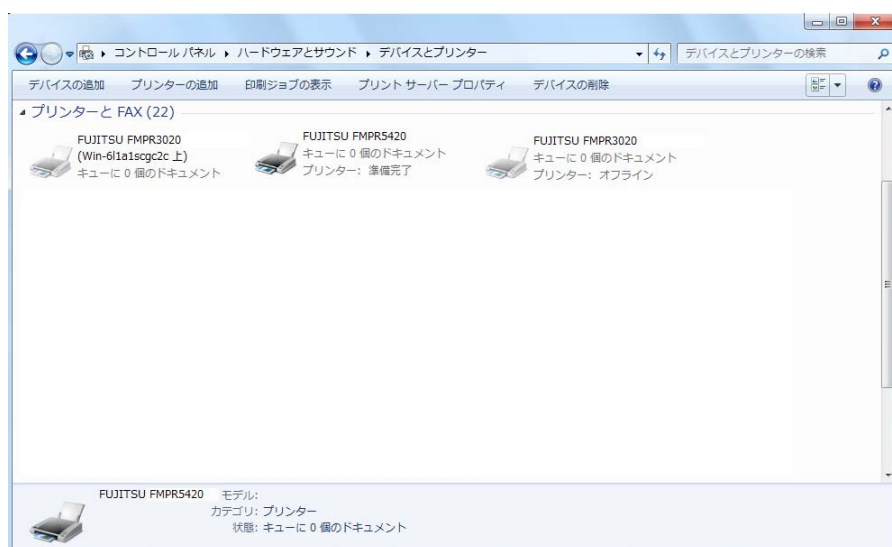 コントロール パネル ▸ ハードウェアとサウンド ▸ デバイスとプリンター
デバイスとプリンターの検索
デバイスの追加 プリンターの追加 印刷ジョブの表示 プリント サーバー プロパティ デバイスの削除
プリンターと FAX (22)
FUJITSU FMPR3020
(Win-6l1a1scgc2c 上)
キューに 0 個のドキュメント
FUJITSU FMPR5420
キューに 0 個のドキュメント
プリンター: 準備完了
FUJITSU FMPR3020
キューに 0 個のドキュメント
プリンター: オフライン
FUJITSU FMPR5420 モデル:
カテゴリ: プリンター
状態: キューに 0 個のドキュメント